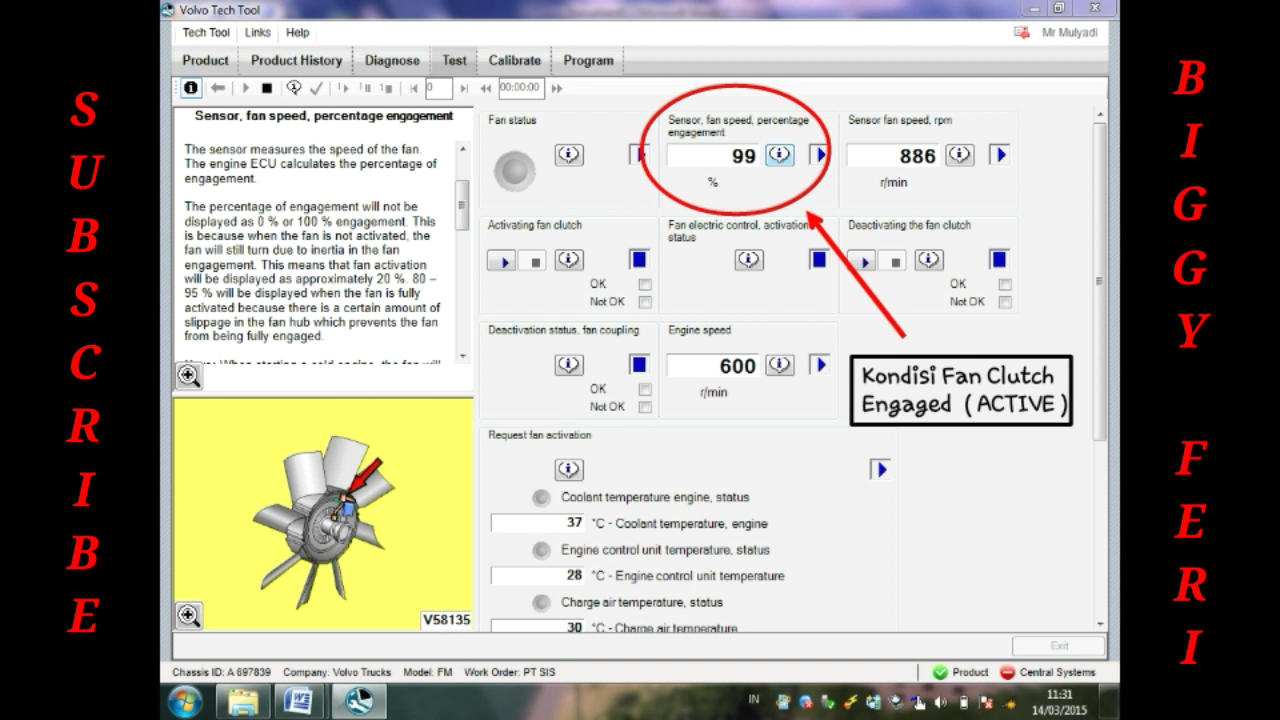 S
U
B
S
C
R
I
B
E
Volvo Tech Tool
Tech Tool Links Help
Mr Mulyadi
Product Product History Diagnose Test Calibrate Program
0
00:00:00
Sensor, fan speed, percentage engagement
The sensor measures the speed of the fan.
The engine ECU calculates the percentage of
engagement.
The percentage of engagement will not be
displayed as 0 % or 100 % engagement. This
is because when the fan is not activated, the
fan will still turn due to inertia in the fan
engagement. This means that fan activation
will be displayed as approximately 20 %. 80 –
95 % will be displayed when the fan is fully
activated because there is a certain amount of
slippage in the fan hub which prevents the fan
from being fully engaged.
V58135
Fan status
Sensor, fan speed, percentage
engagement
99
%
Sensor fan speed, rpm
886
r/min
Activating fan clutch
OK
Not OK
Fan electric control, activation
status
Deactivating the fan clutch
OK
Not OK
Deactivation status, fan coupling
OK
Not OK
Engine speed
600
r/min
Kondisi Fan Clutch
Engaged ( ACTIVE )
Request fan activation
Coolant temperature engine, status
37 °C - Coolant temperature, engine
Engine control unit temperature, status
28 °C - Engine control unit temperature
Charge air temperature, status
30 °C - Charge air temperature
Exit
Chassis ID: A 697839 Company: Volvo Trucks Model: FM Work Order: PT SIS
Product Central Systems
IN
11:31
14/03/2015
B
I
G
G
Y
F
E
R
I